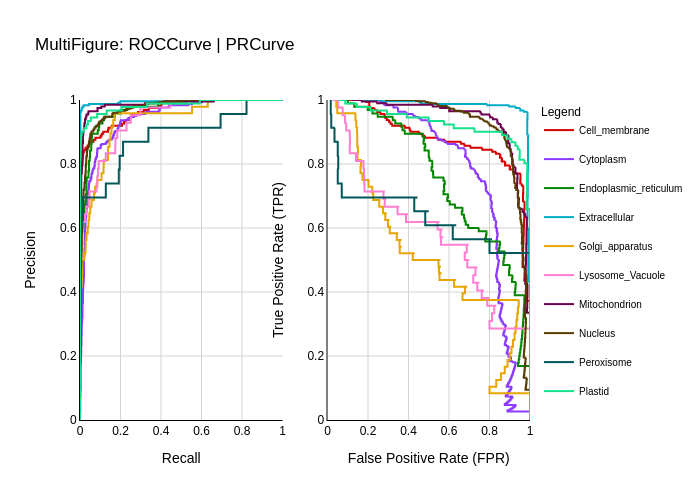 MultiFigure: ROCCurve | PRCurve
Precision
1
0.8
0.6
0.4
0.2
0
0
0.2
0.4
0.6
0.8
1
Recall
True Positive Rate (TPR)
1
0.8
0.6
0.4
0.2
0
0
0.2
0.4
0.6
0.8
1
False Positive Rate (FPR)
Legend
Cell_membrane
Cytoplasm
Endoplasmic_reticulum
Extracellular
Golgi_apparatus
Lysosome_Vacuole
Mitochondrion
Nucleus
Peroxisome
Plastid